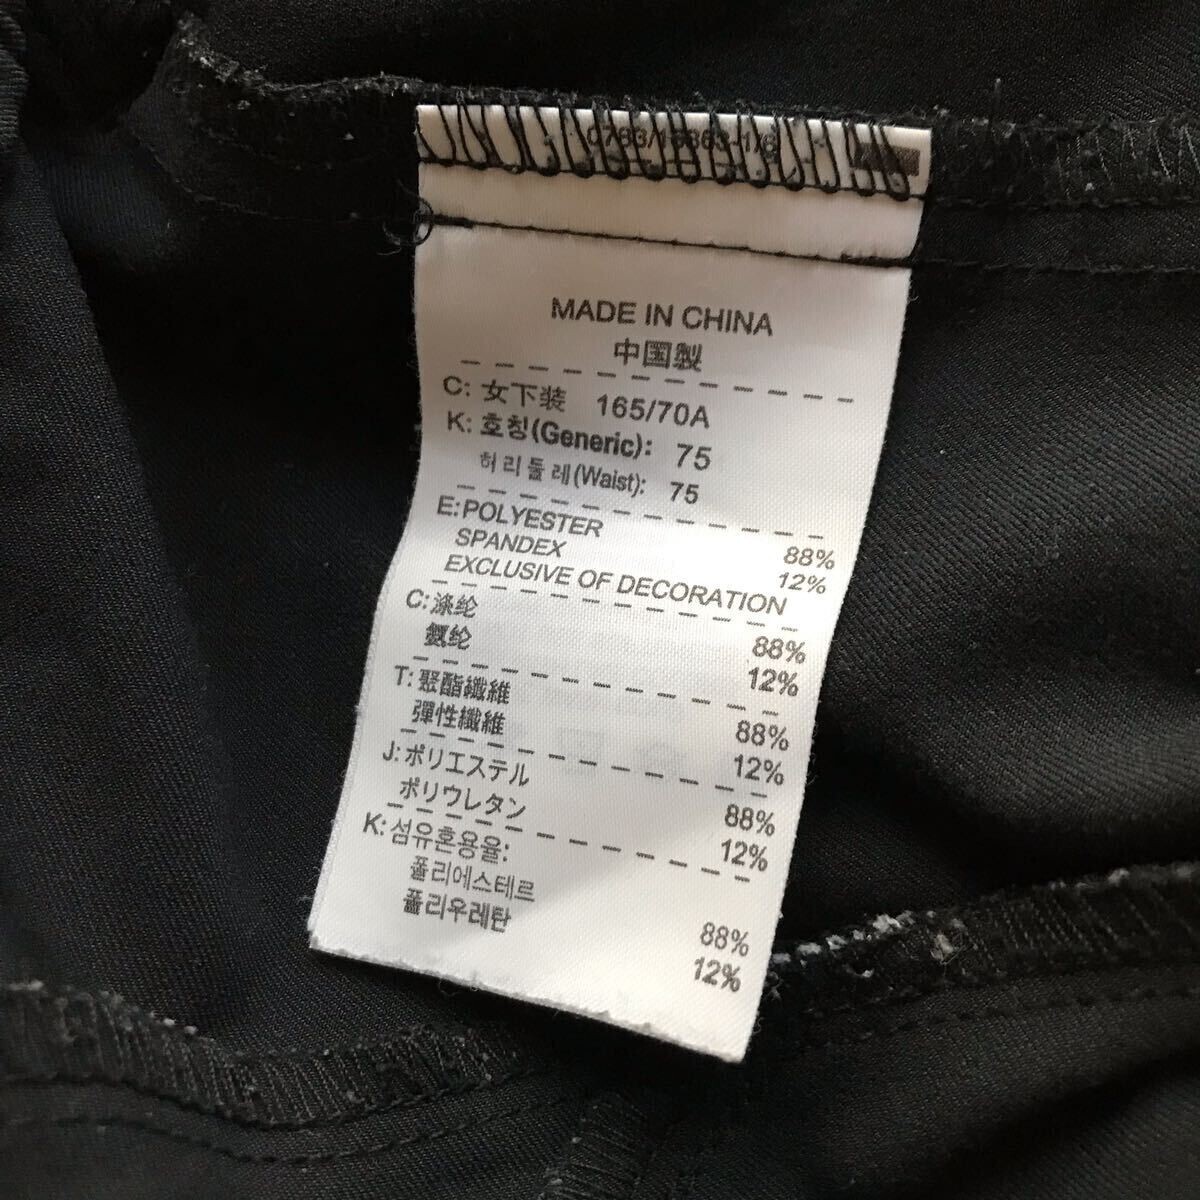 MADE IN CHINA
中国製
C: 女下装 165/70A
K: 호칭(Generic): 75
허리둘레(Waist): 75
E:POLYESTER 88%
SPANDEX 12%
EXCLUSIVE OF DECORATION
C:涤纶 88%
氨纶 12%
T:聚酯纖維 88%
彈性纖維 12%
J:ポリエステル 88%
ポリウレタン 12%
K:섬유혼용율:
폴리에스테르 88%
폴리우레탄 12%